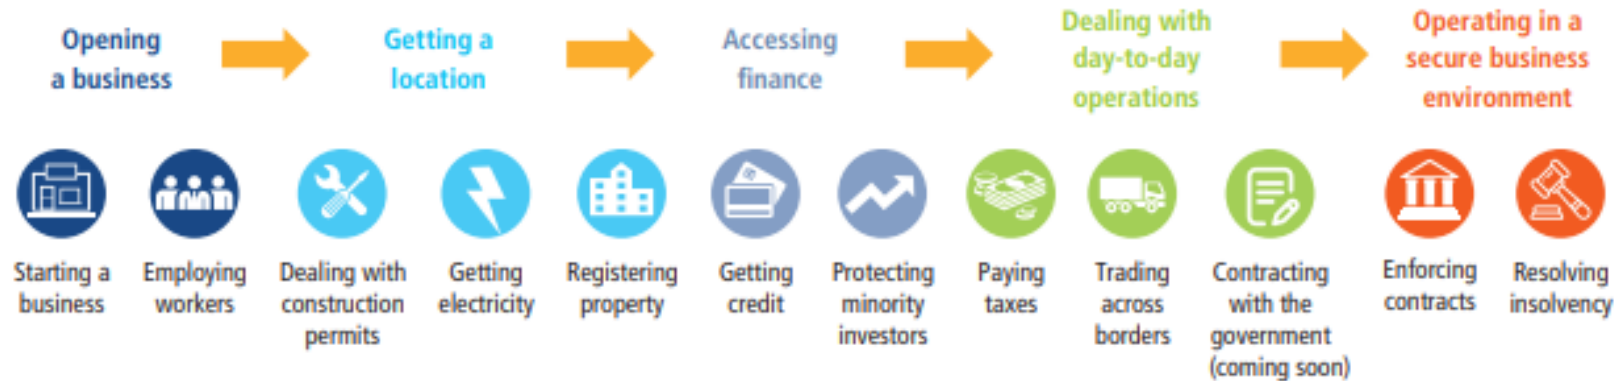 Opening
a business
Getting a
location
Accessing
finance
Dealing with
day-to-day
operations
Operating in a
secure business
environment
Starting a
business
Employing
workers
Dealing with
construction
permits
Getting
electricity
Registering
property
Getting
credit
Protecting
minority
investors
Paying
taxes
Trading
across
borders
Contracting
with the
government
(coming soon)
Enforcing
contracts
Resolving
insolvency